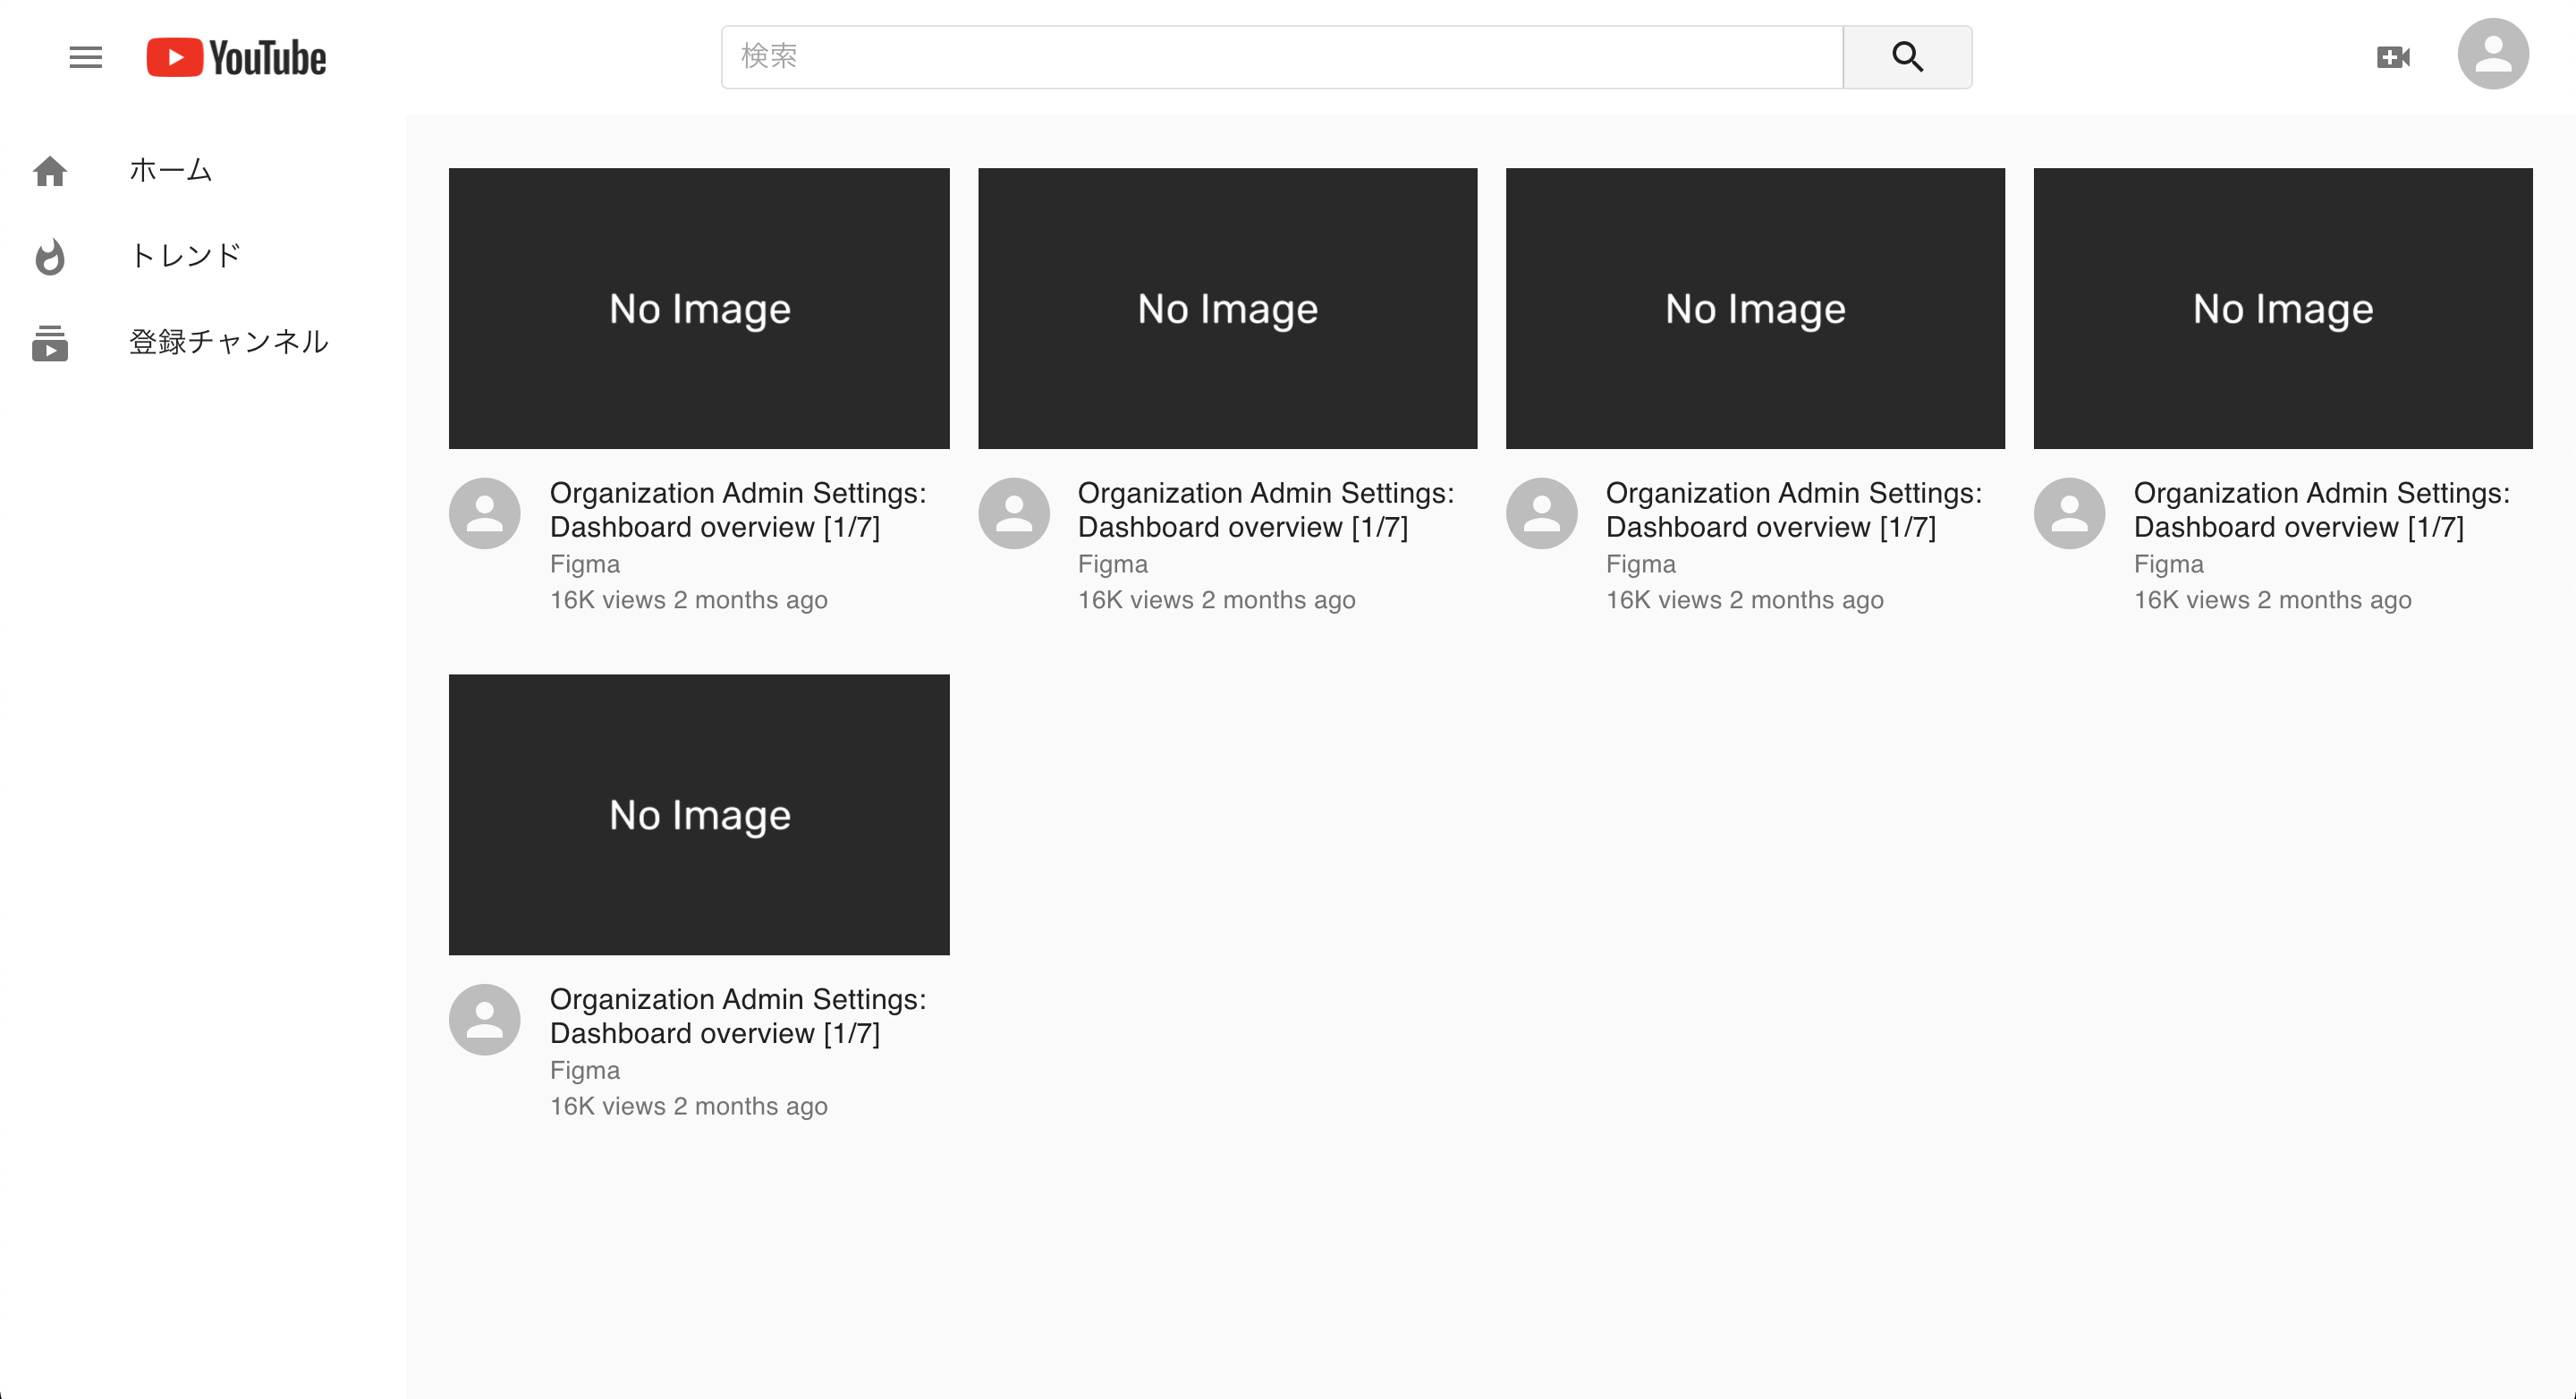 YouTube
検索
ホーム
トレンド
登録チャンネル
No Image
No Image
No Image
No Image
Organization Admin Settings:
Dashboard overview [1/7]
Figma
16K views 2 months ago
Organization Admin Settings:
Dashboard overview [1/7]
Figma
16K views 2 months ago
Organization Admin Settings:
Dashboard overview [1/7]
Figma
16K views 2 months ago
Organization Admin Settings:
Dashboard overview [1/7]
Figma
16K views 2 months ago
No Image
Organization Admin Settings:
Dashboard overview [1/7]
Figma
16K views 2 months ago